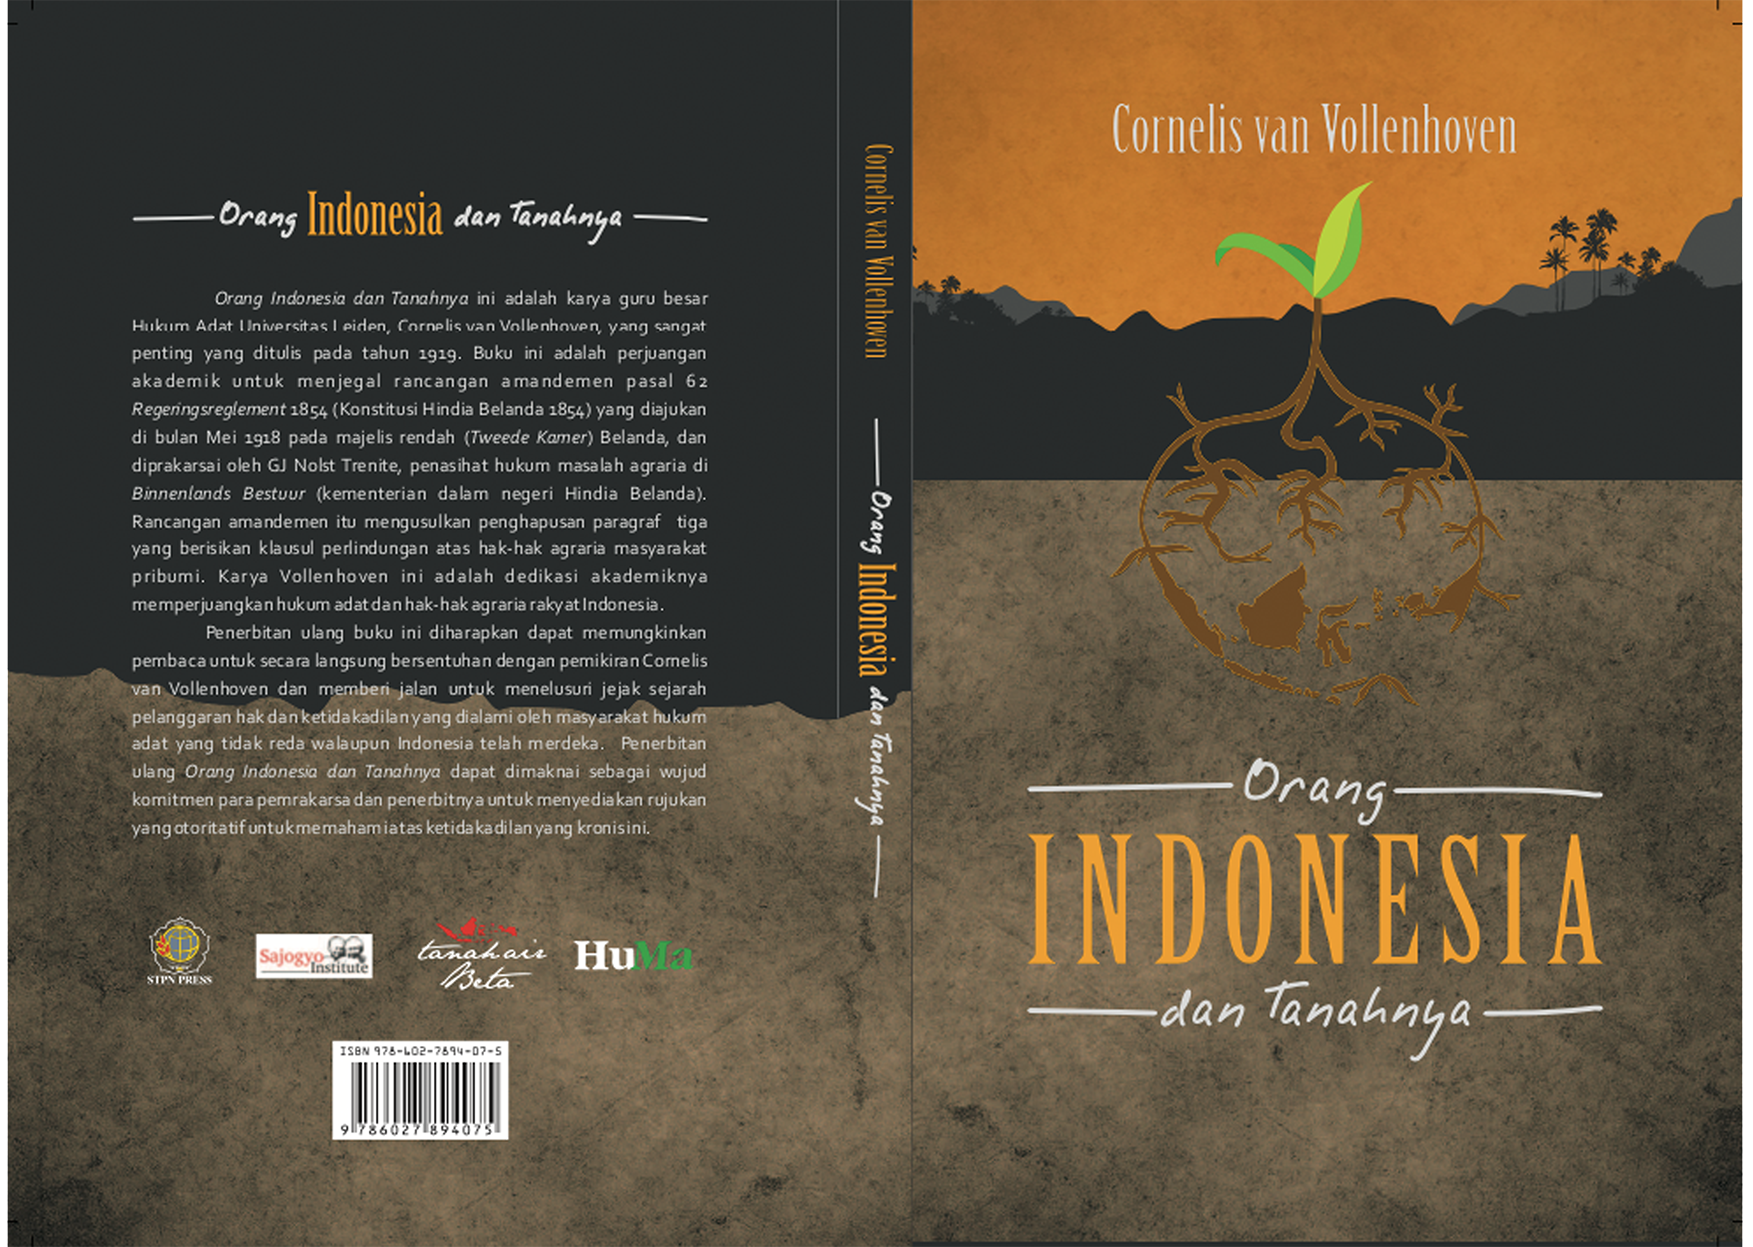 Orang Indonesia dan Tanahnya
Orang Indonesia dan Tanahnya ini adalah karya guru besar
Hukum Adat Universitas Leiden, Cornelis van Vollenhoven, yang sangat
penting yang ditulis pada tahun 1919. Buku ini adalah perjuangan
akademik untuk menjegal rancangan amandemen pasal 62
Regeringsreglement 1854 (Konstitusi Hindia Belanda 1854) yang diajukan
di bulan Mei 1918 pada majelis rendah (Tweede Kamer) Belanda, dan
diprakarsai oleh GJ Nolst Trenite, penasihat hukum masalah agraria di
Binnenlands Bestuur (kementerian dalam negeri Hindia Belanda).
Rancangan amandemen itu mengusulkan penghapusan paragraf tiga
yang berisikan klausul perlindungan atas hak-hak agraria masyarakat
pribumi. Karya Vollenhoven ini adalah dedikasi akademiknya
memperjuangkan hukum adat dan hak-hak agraria rakyat Indonesia.
Penerbitan ulang buku ini diharapkan dapat memungkinkan
pembaca untuk secara langsung bersentuhan dengan pemikiran Cornelis
van Vollenhoven dan memberi jalan untuk menelusuri jejak sejarah
pelanggaran hak dan ketidakadilan yang dialami oleh masyarakat hukum
adat yang tidak reda walaupun Indonesia telah merdeka. Penerbitan
ulang Orang Indonesia dan Tanahnya dapat dimaknai sebagai wujud
komitmen para pemrakarsa dan penerbitnya untuk menyediakan rujukan
yang otoritatif untuk memahami atas ketidakadilan yang kronis ini.
STPN PRESS
Sajogyo
Institute
tanah air
Beta
HuMa
ISBN 978-602-7894-07-5
9 786027 894075
Cornelis van Vollenhoven
Orang Indonesia dan Tanahnya
Cornelis van Vollenhoven
Orang
INDONESIA
dan Tanahnya